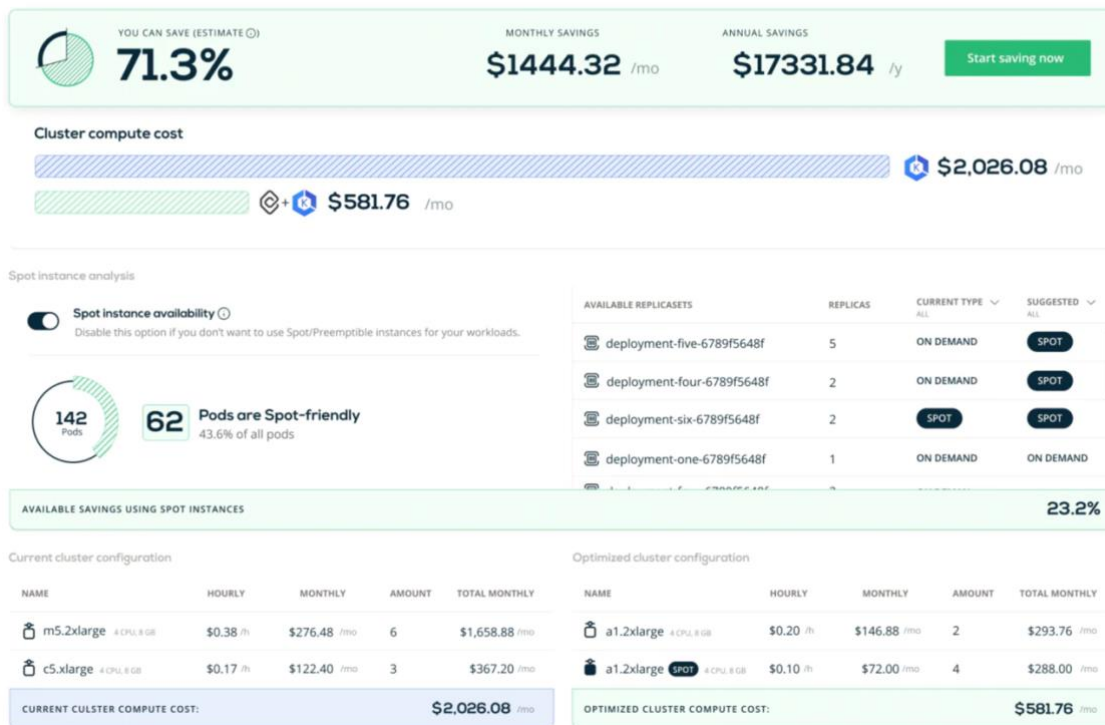 YOU CAN SAVE (ESTIMATE)
71.3%
MONTHLY SAVINGS
$1444.32 /mo
ANNUAL SAVINGS
$17331.84 /y
Start saving now
Cluster compute cost
$2,026.08 /mo
+ $581.76 /mo
Spot instance analysis
Spot instance availability
Disable this option if you don't want to use Spot/Preemptible instances for your workloads.
142
Pods
62
Pods are Spot-friendly
43.6% of all pods
AVAILABLE REPLICASETS REPLICAS CURRENT TYPE SUGGESTED
ALL ALL
deployment-five-6789f5648f 5 ON DEMAND SPOT
deployment-four-6789f5648f 2 ON DEMAND SPOT
deployment-six-6789f5648f 2 SPOT SPOT
deployment-one-6789f5648f 1 ON DEMAND ON DEMAND
AVAILABLE SAVINGS USING SPOT INSTANCES 23.2%
Current cluster configuration
NAME HOURLY MONTHLY AMOUNT TOTAL MONTHLY
m5.2xlarge 4 CPU, 8 GB $0.38 /h $276.48 /mo 6 $1,658.88 /mo
c5.xlarge 4 CPU, 8 GB $0.17 /h $122.40 /mo 3 $367.20 /mo
CURRENT CULSTER COMPUTE COST: $2,026.08 /mo
Optimized cluster configuration
NAME HOURLY MONTHLY AMOUNT TOTAL MONTHLY
a1.2xlarge 4 CPU, 8 GB $0.20 /h $146.88 /mo 2 $293.76 /mo
a1.2xlarge SPOT 4 CPU, 8 GB $0.10 /h $72.00 /mo 4 $288.00 /mo
OPTIMIZED CLUSTER COMPUTE COST: $581.76 /mo